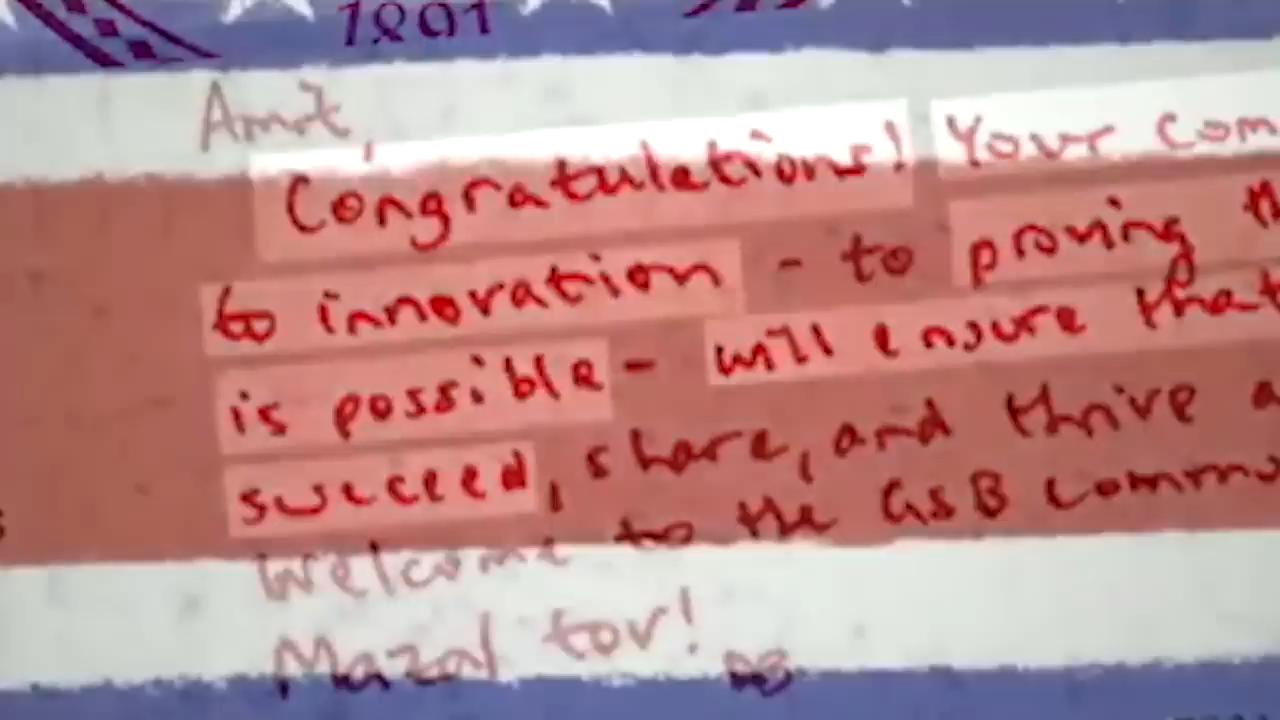 1891
Amit,
Congratulations! Your com
to innovation - to proving th
is possible - will ensure that
succeed, share, and thrive a
Welcome to the GSB commu
Mazal tov!